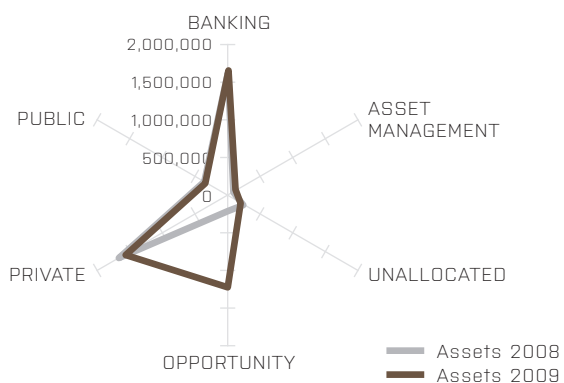 BANKING
2,000,000
1,500,000
1,000,000
500,000
0
PUBLIC
ASSET
MANAGEMENT
PRIVATE
UNALLOCATED
OPPORTUNITY
Assets 2008
Assets 2009